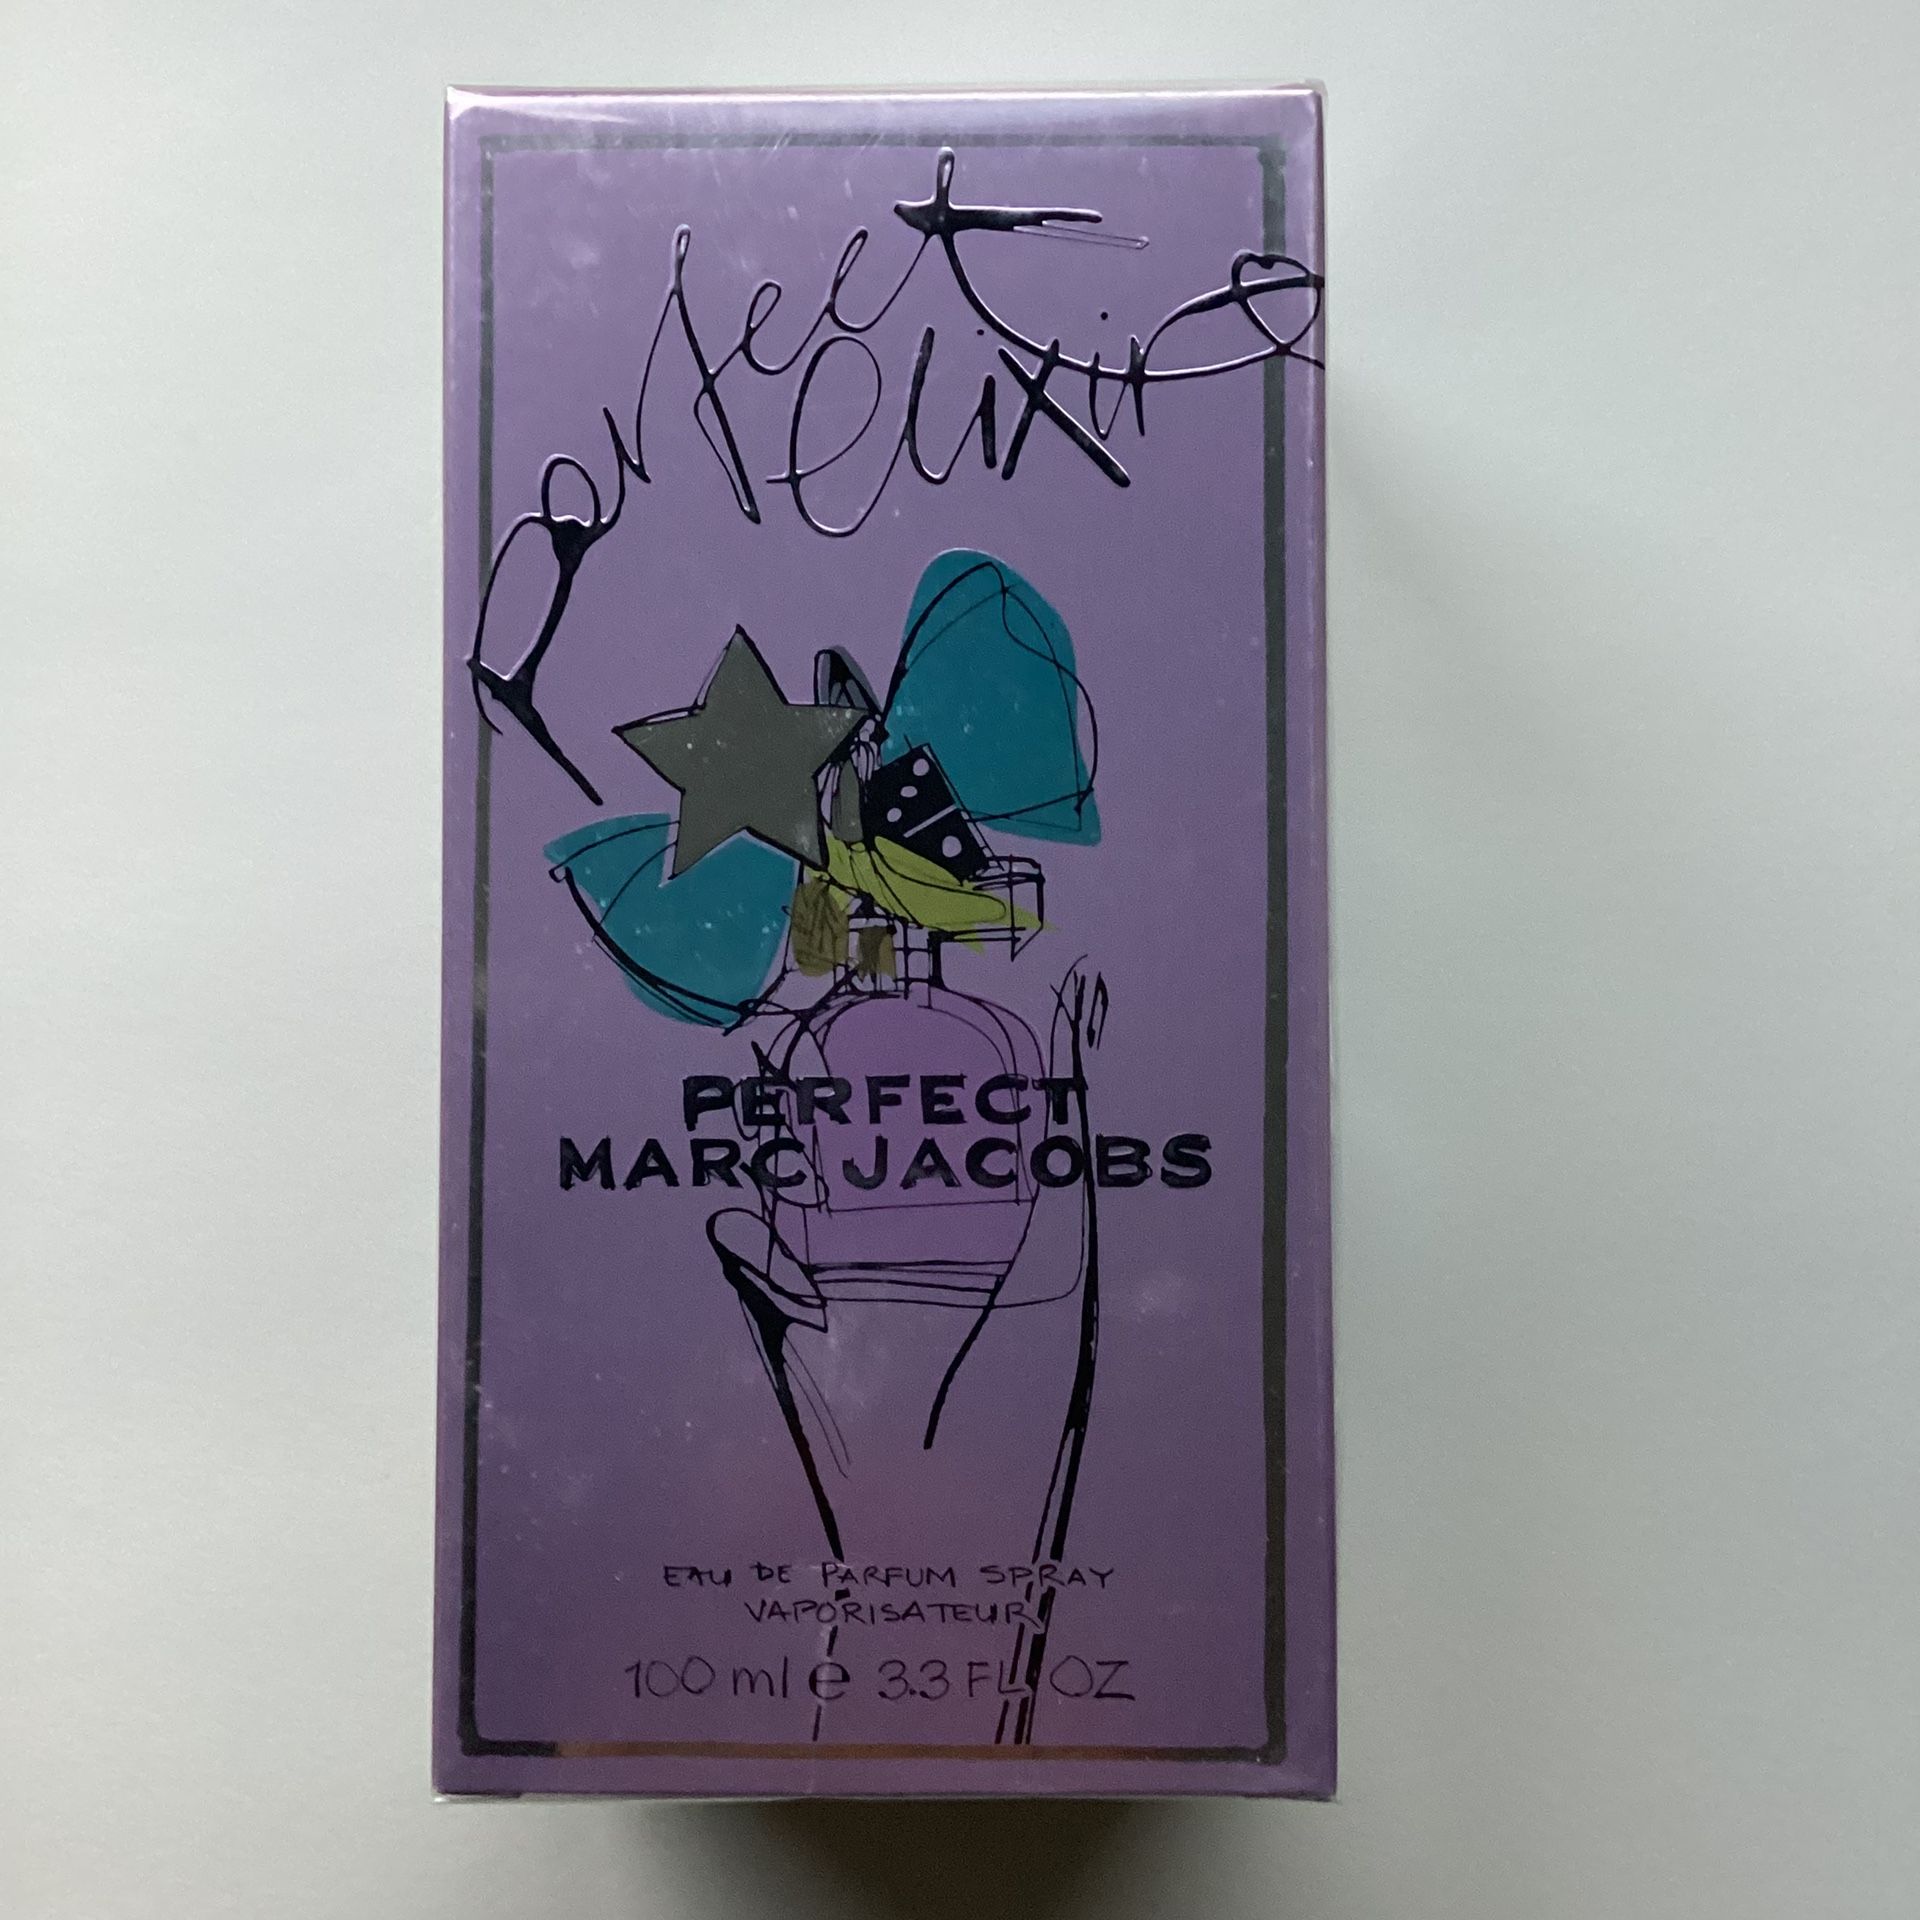 Perfect
elixir
PERFECT
MARC JACOBS
EAU DE PARFUM SPRAY
VAPORISATEUR
100 ml e 3.3 FL OZ